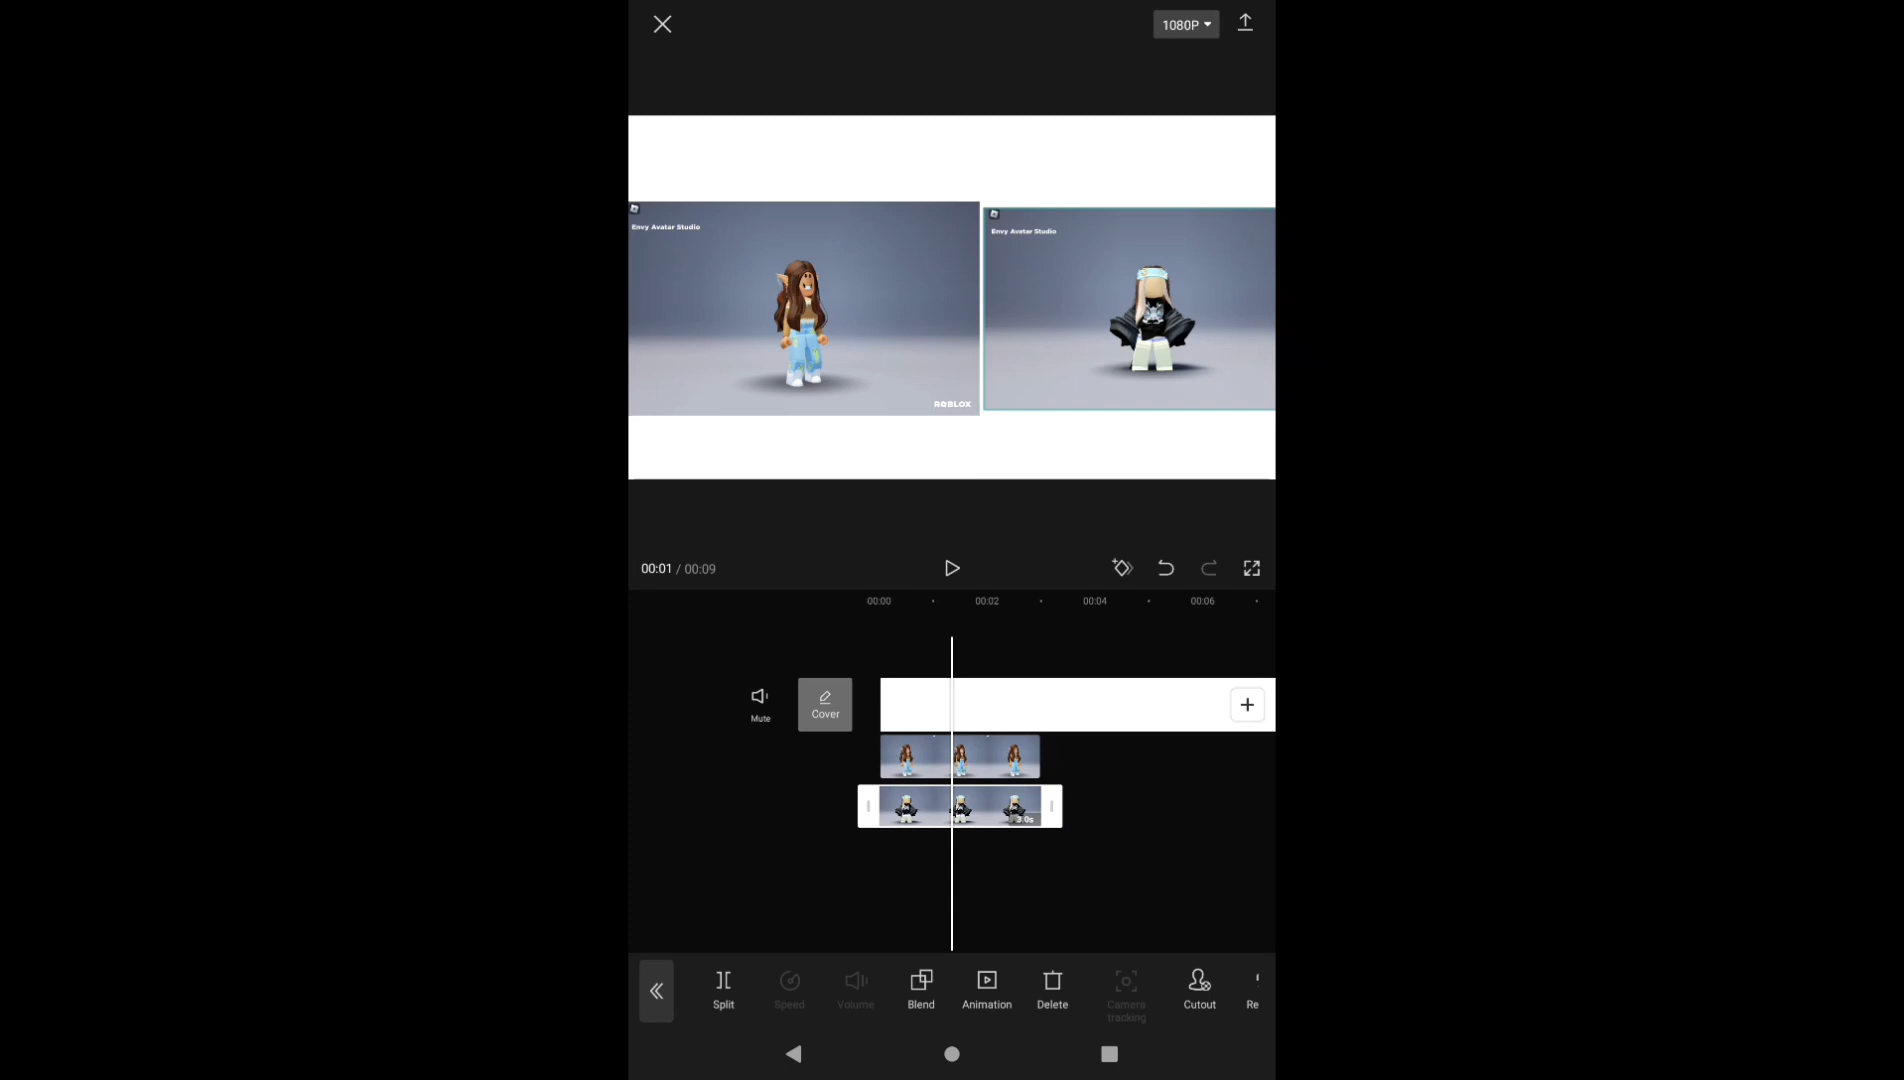 1080P
Envy Avatar Studio
Envy Avatar Studio
ROBLOX
00:01 / 00:09
00:00 00:02 00:04 00:06
Mute
Cover
3.0s
Split Speed Volume Blend Animation Delete Camera tracking Cutout Re